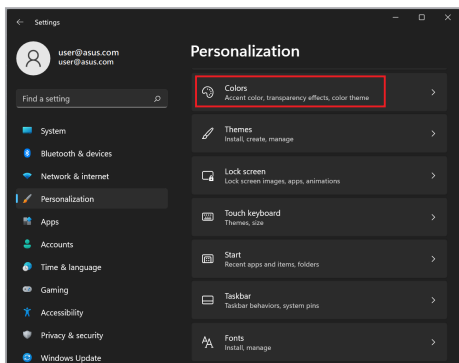 Settings
user@asus.com
user@asus.com
Find a setting
System
Bluetooth & devices
Network & internet
Personalization
Apps
Accounts
Time & language
Gaming
Accessibility
Privacy & security
Windows Update
Personalization
Colors
Accent color, transparency effects, color theme
Themes
Install, create, manage
Lock screen
Lock screen images, apps, animations
Touch keyboard
Themes, size
Start
Recent apps and items, folders
Taskbar
Taskbar behaviors, system pins
Fonts
Install, manage